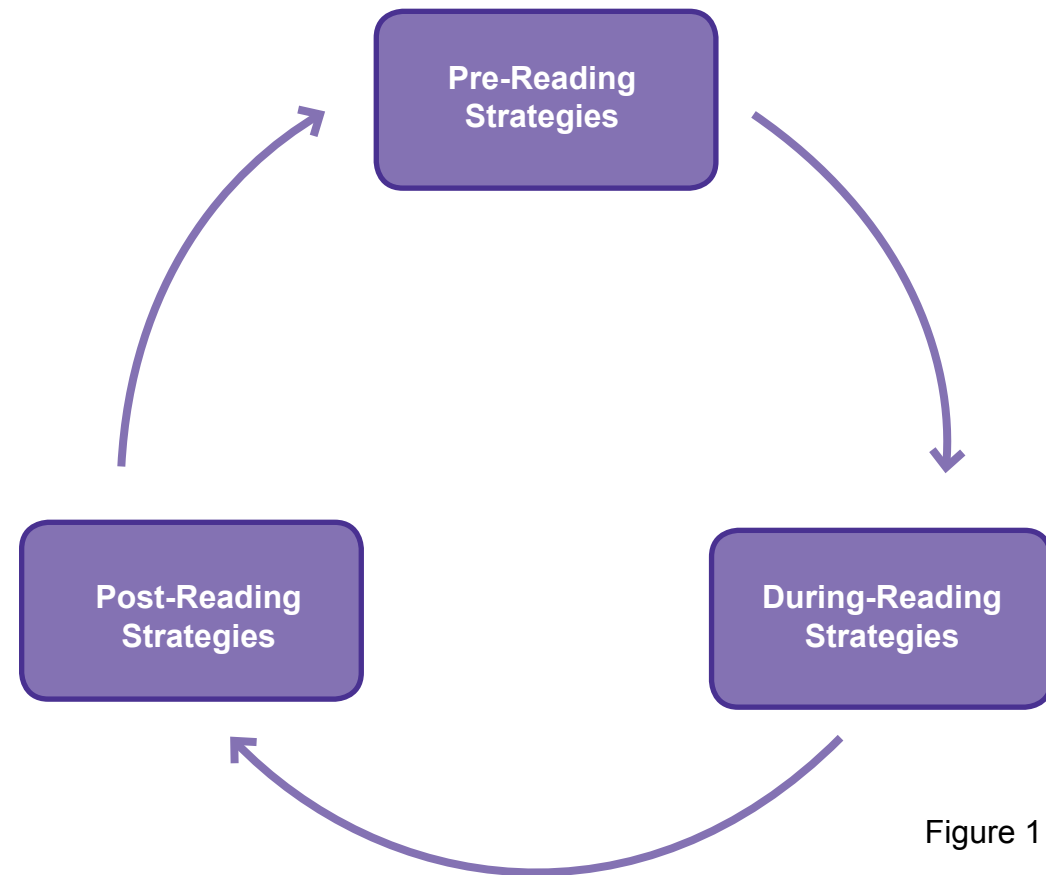 Pre-Reading
Strategies
During-Reading
Strategies
Post-Reading
Strategies
Figure 1